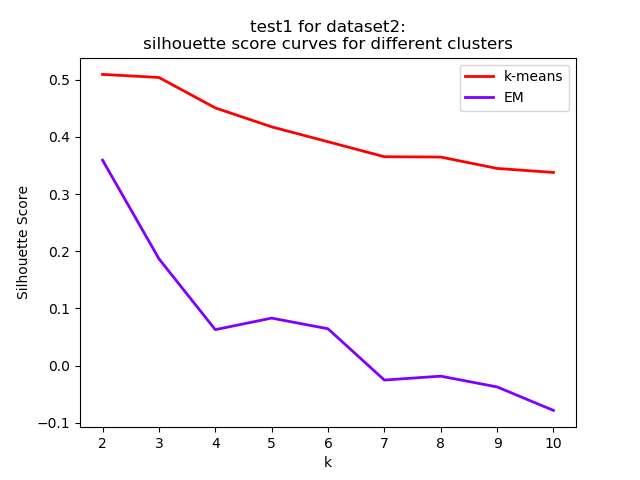 test1 for dataset2:
silhouette score curves for different clusters
k-means
EM
Silhouette Score
0.5
0.4
0.3
0.2
0.1
0.0
−0.1
2 3 4 5 6 7 8 9 10
k